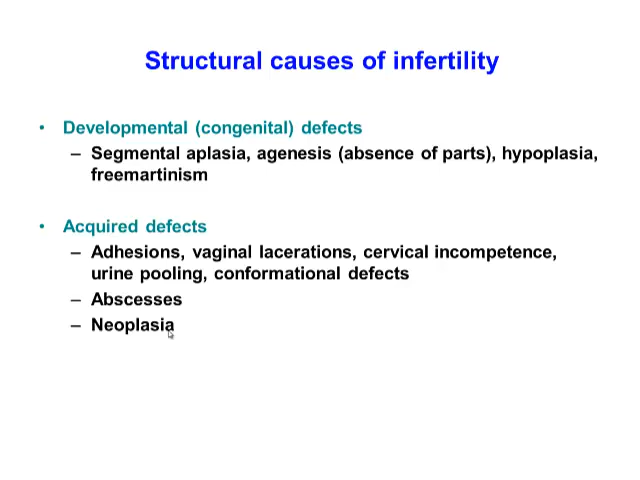 Structural causes of infertility
• Developmental (congenital) defects
– Segmental aplasia, agenesis (absence of parts), hypoplasia,
freemartinism
• Acquired defects
– Adhesions, vaginal lacerations, cervical incompetence,
urine pooling, conformational defects
– Abscesses
– Neoplasia